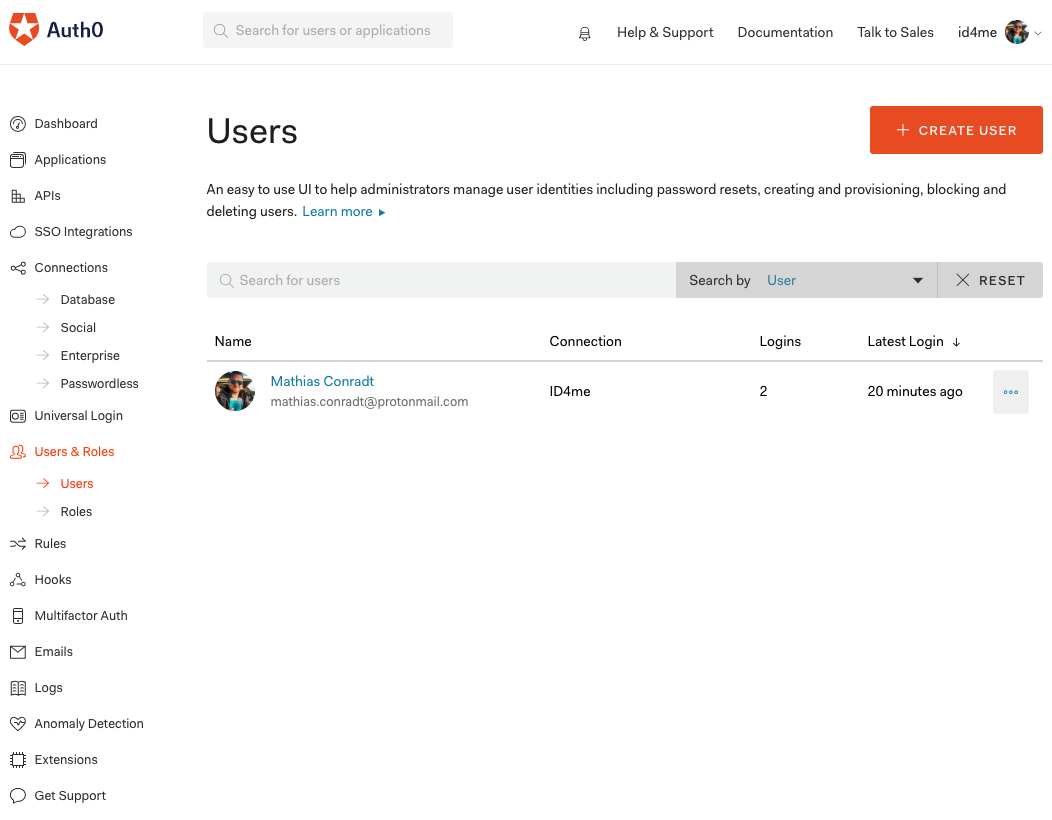 Auth0
Search for users or applications
Help & Support
Documentation
Talk to Sales
id4me
Dashboard
Applications
APIs
SSO Integrations
Connections
Database
Social
Enterprise
Passwordless
Universal Login
Users & Roles
Users
Roles
Rules
Hooks
Multifactor Auth
Emails
Logs
Anomaly Detection
Extensions
Get Support
Users
CREATE USER
An easy to use UI to help administrators manage user identities including password resets, creating and provisioning, blocking and
deleting users. Learn more
Search for users
Search by User
RESET
Name Connection Logins Latest Login
Mathias Conradt
mathias.conradt@protonmail.com
ID4me 2 20 minutes ago